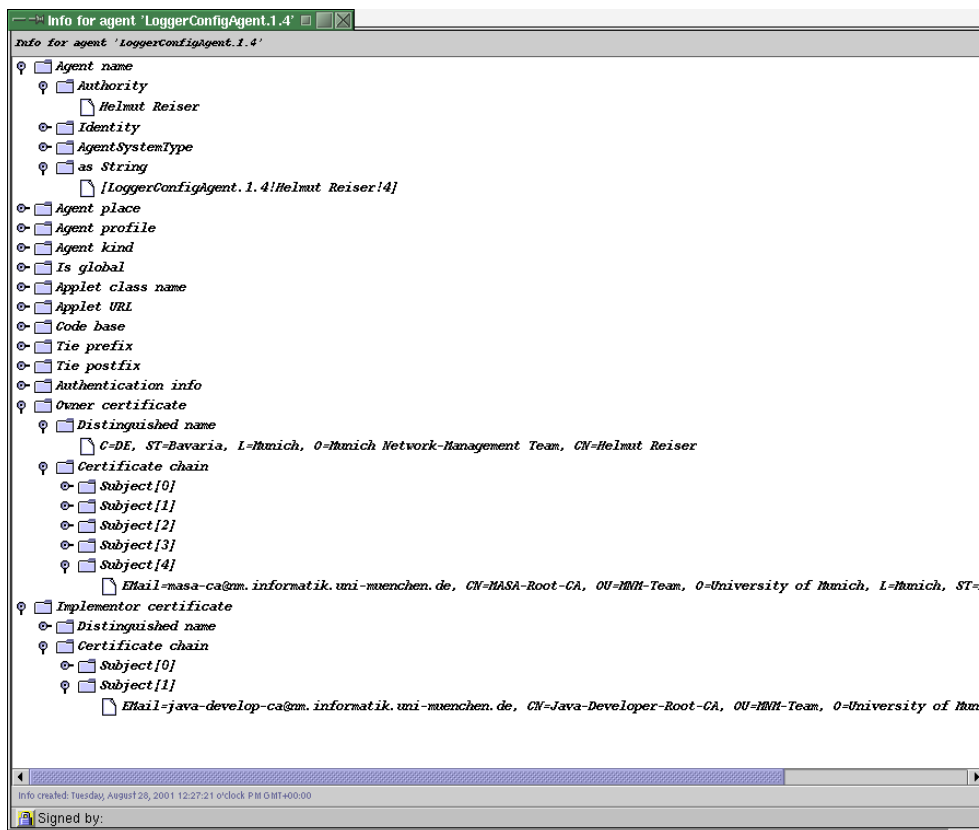 Info for agent 'LoggerConfigAgent.1.4'
Info for agent 'LoggerConfigAgent.1.4'
Agent name
Authority
Helmut Reiser
Identity
AgentSystemType
as String
[LoggerConfigAgent.1.4!Helmut Reiser!4]
Agent place
Agent profile
Agent kind
Is global
Applet class name
Applet URL
Code base
Tie prefix
Tie postfix
Authentication info
Owner certificate
Distinguished name
C=DE, ST=Bavaria, L=Munich, O=Munich Network-Management Team, CN=Helmut Reiser
Certificate chain
Subject[0]
Subject[1]
Subject[2]
Subject[3]
Subject[4]
EMail=masa-ca@nm.informatik.uni-muenchen.de, CN=MASA-Root-CA, OU=MNM-Team, O=University of Munich, L=Munich, ST=
Implementor certificate
Distinguished name
Certificate chain
Subject[0]
Subject[1]
EMail=java-develop-ca@nm.informatik.uni-muenchen.de, CN=Java-Developer-Root-CA, OU=MNM-Team, O=University of Mun
Info created: Tuesday, August 28, 2001 12:27:21 o'clock PM GMT+00:00
Signed by: